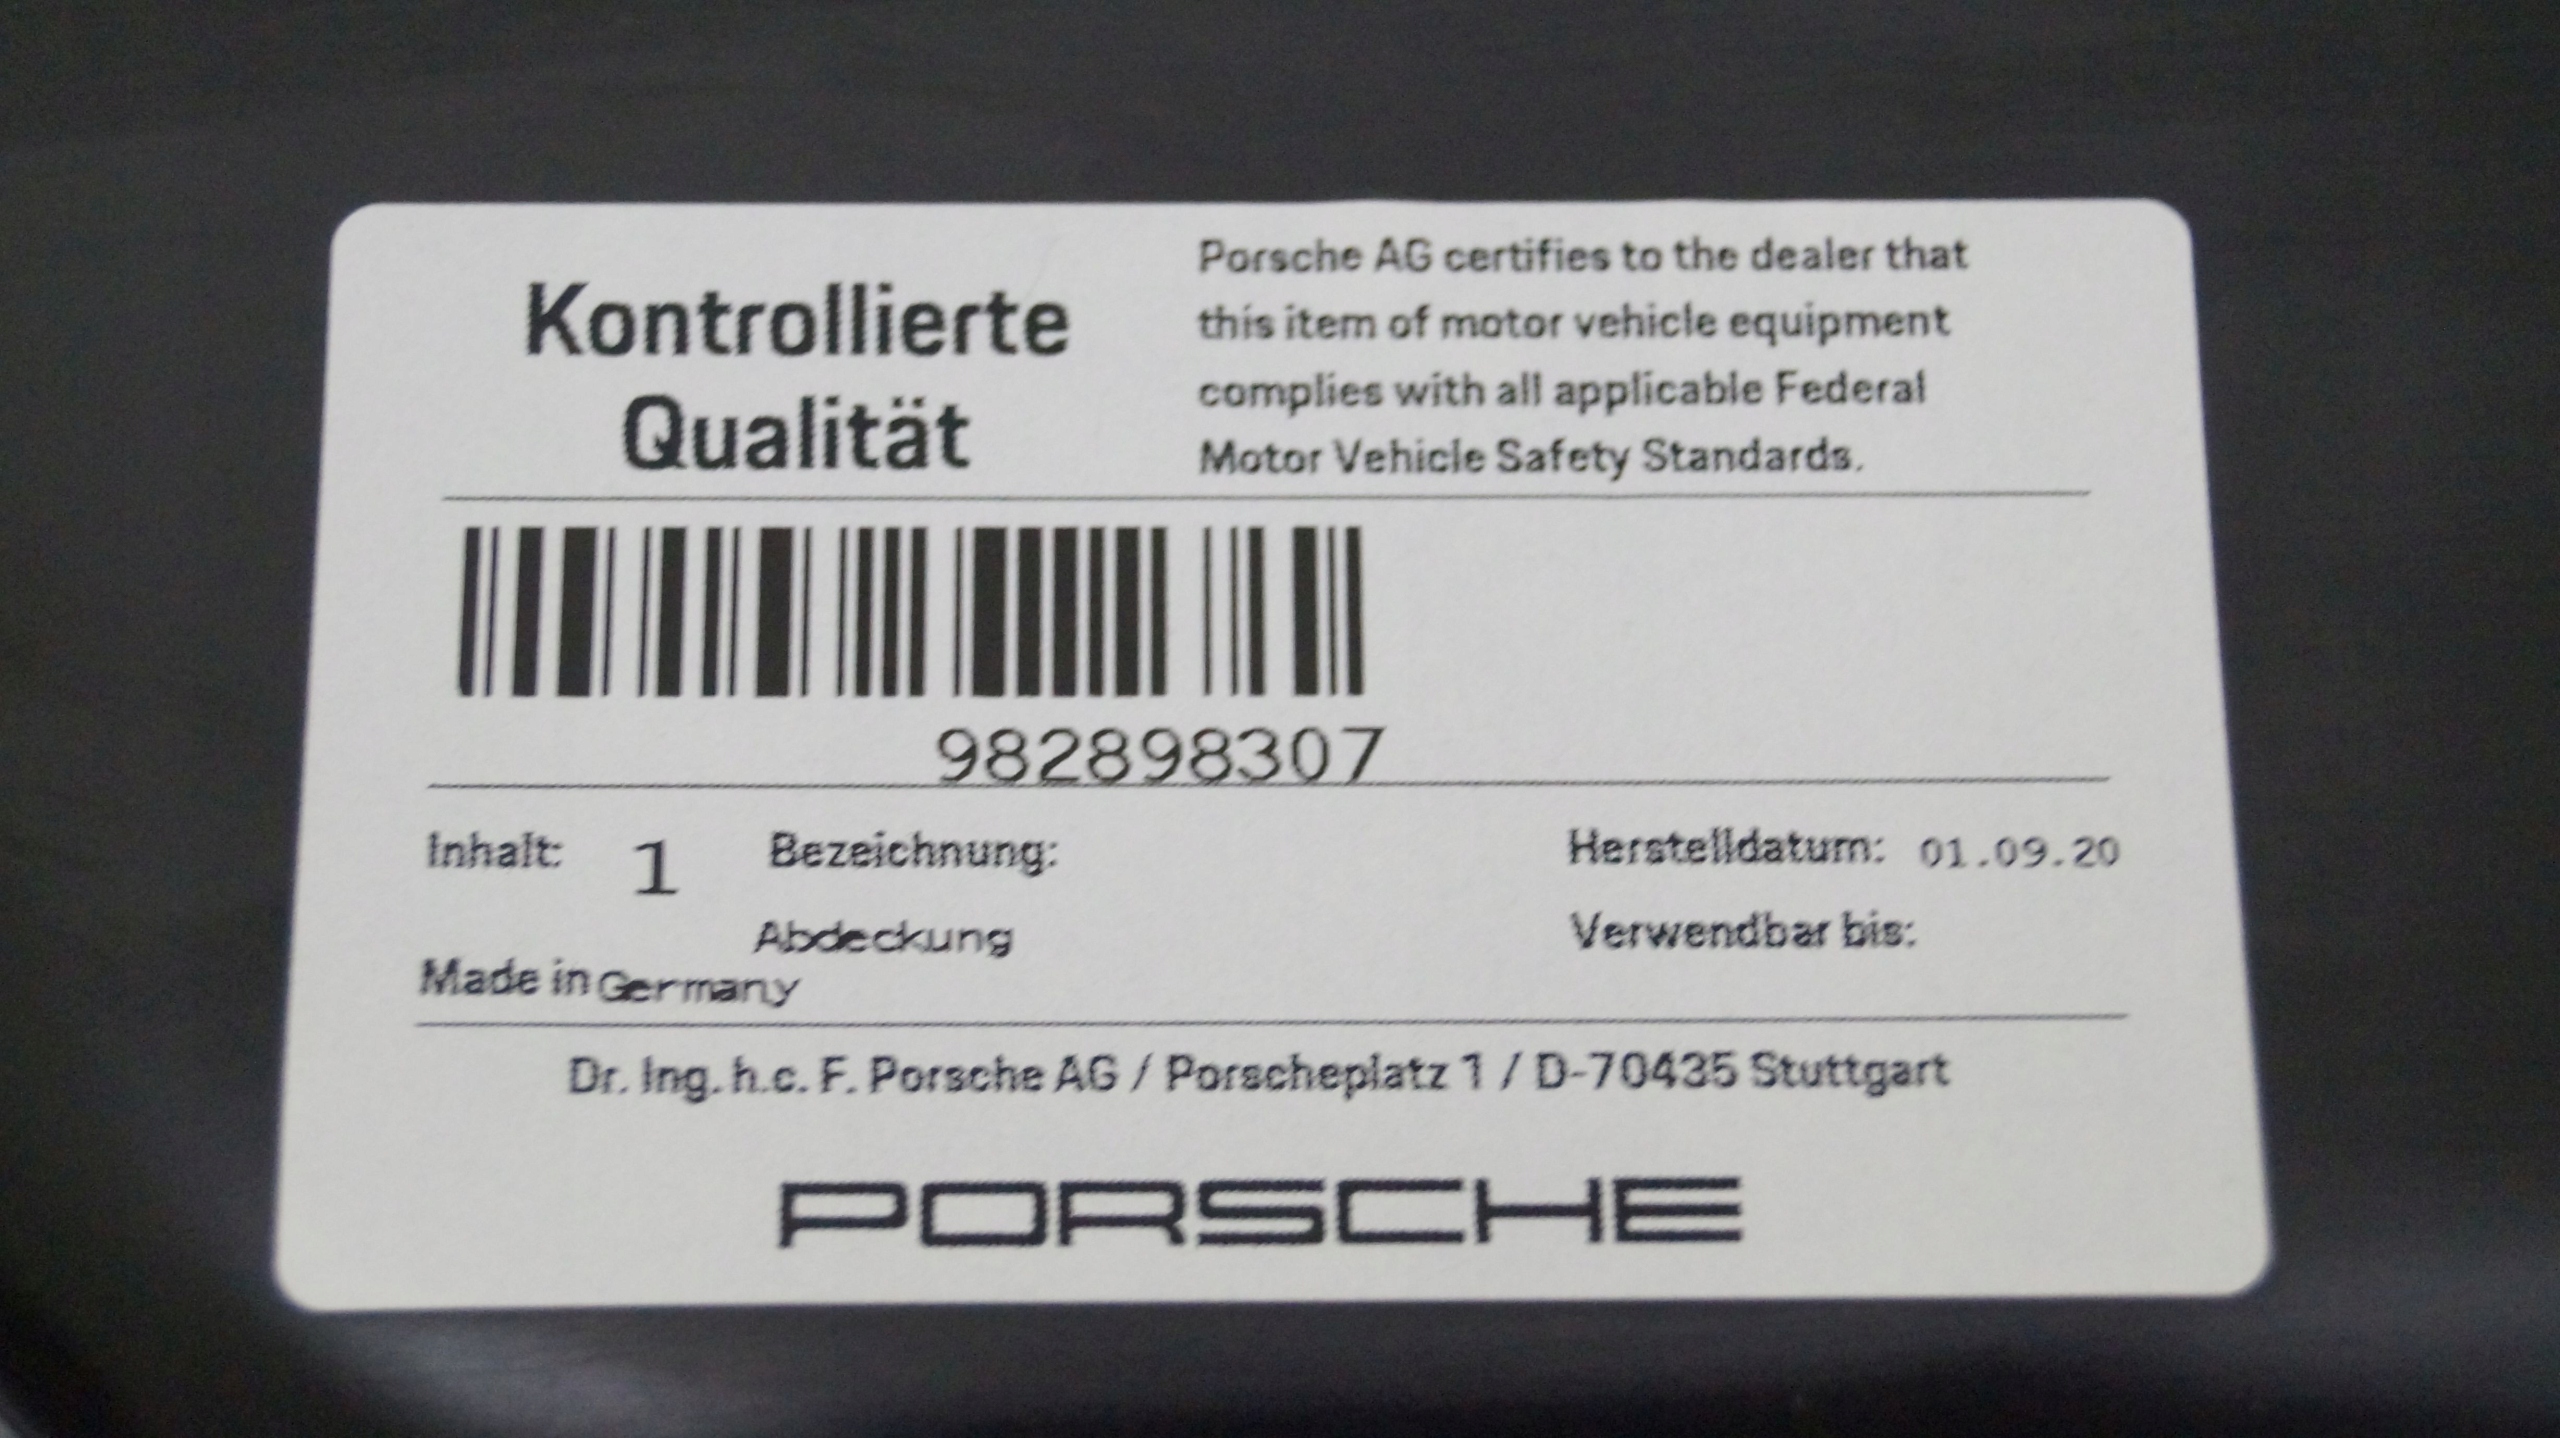 Kontrollierte
Qualität
Porsche AG certifies to the dealer that
this item of motor vehicle equipment
complies with all applicable Federal
Motor Vehicle Safety Standards.
982898307
Inhalt: 1 Bezeichnung: Herstelldatum: 01.09.20
Abdeckung Verwendbar bis:
Made in Germany
Dr. Ing. h.c. F. Porsche AG / Porscheplatz 1 / D-70435 Stuttgart
PORSCHE